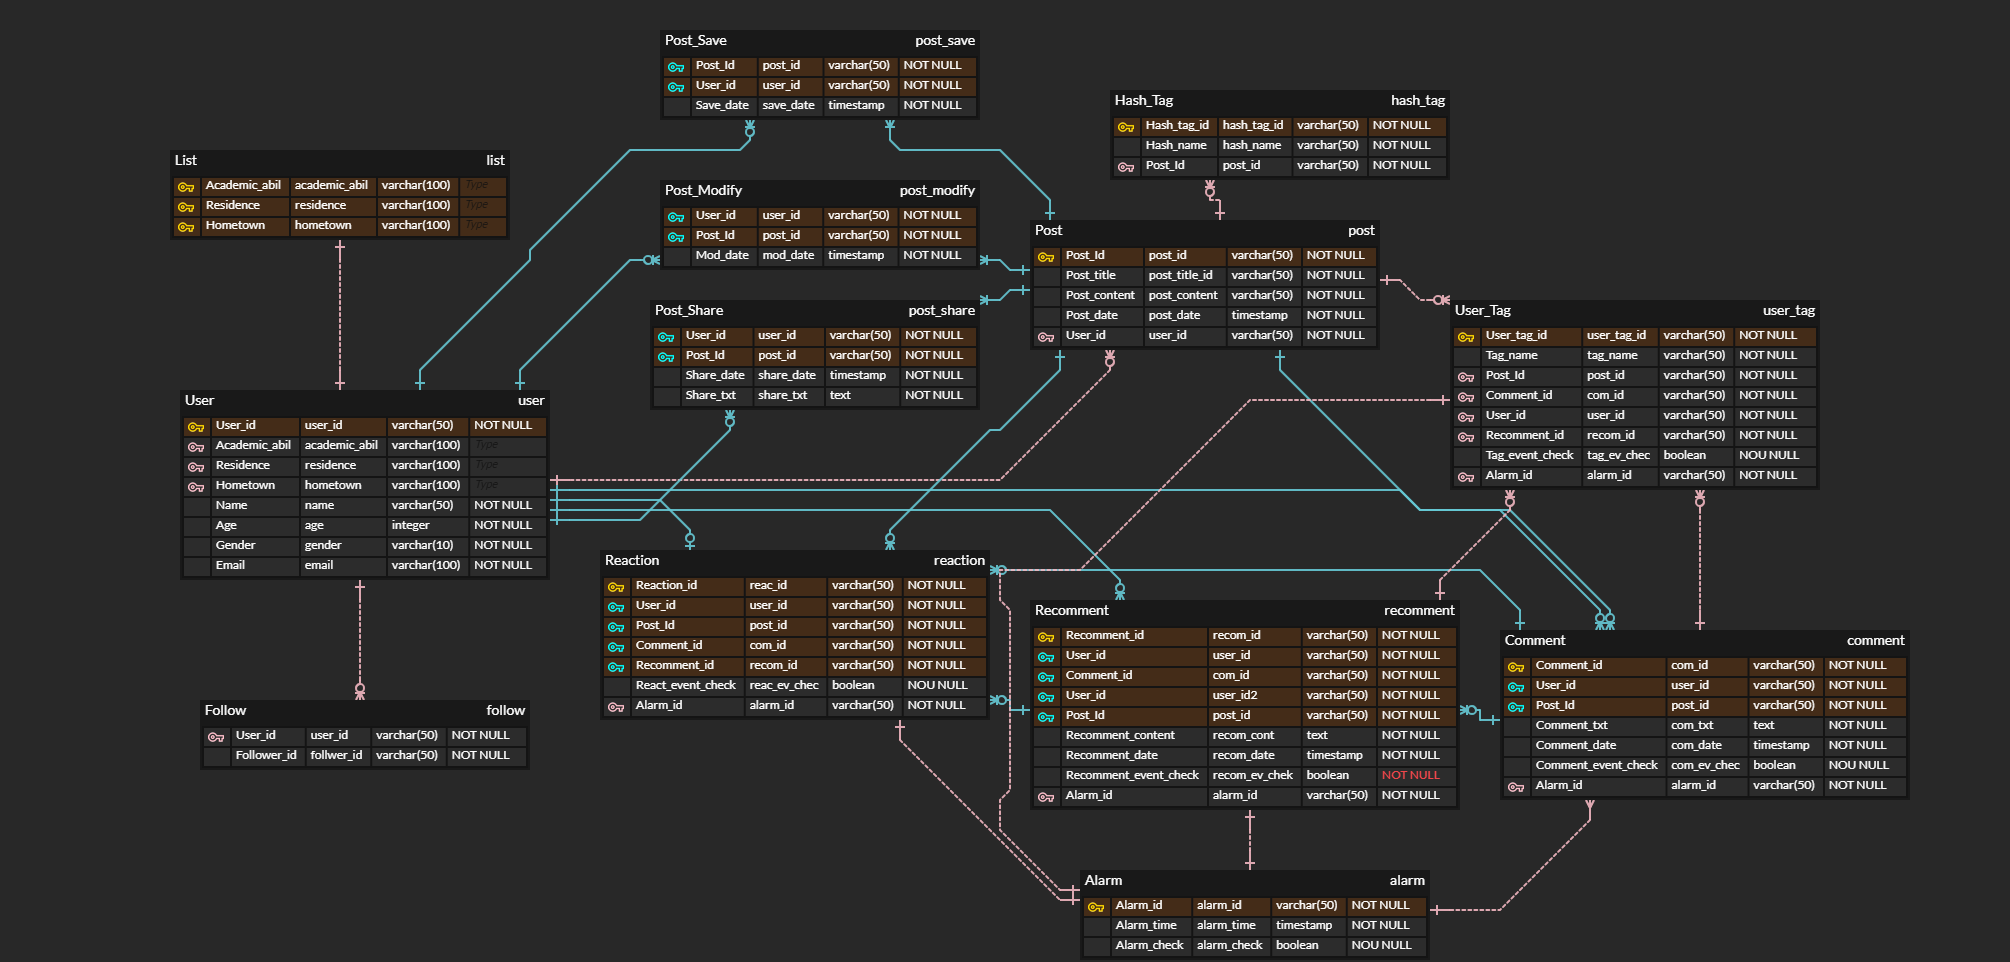 Post_Save post_save
Post_Id post_id varchar(50) NOT NULL
User_id user_id varchar(50) NOT NULL
Save_date save_date timestamp NOT NULL
Hash_Tag hash_tag
Hash_tag_id hash_tag_id varchar(50) NOT NULL
Hash_name hash_name varchar(50) NOT NULL
Post_Id post_id varchar(50) NOT NULL
List list
Academic_abil academic_abil varchar(100) Type
Residence residence varchar(100) Type
Hometown hometown varchar(100) Type
Post_Modify post_modify
User_id user_id varchar(50) NOT NULL
Post_Id post_id varchar(50) NOT NULL
Mod_date mod_date timestamp NOT NULL
Post post
Post_Id post_id varchar(50) NOT NULL
Post_title post_title_id varchar(50) NOT NULL
Post_content post_content varchar(50) NOT NULL
Post_date post_date timestamp NOT NULL
User_id user_id varchar(50) NOT NULL
Post_Share post_share
User_id user_id varchar(50) NOT NULL
Post_Id post_id varchar(50) NOT NULL
Share_date share_date timestamp NOT NULL
Share_txt share_txt text NOT NULL
User_Tag user_tag
User_tag_id user_tag_id varchar(50) NOT NULL
Tag_name tag_name varchar(50) NOT NULL
Post_Id post_id varchar(50) NOT NULL
Comment_id com_id varchar(50) NOT NULL
User_id user_id varchar(50) NOT NULL
Recomment_id recom_id varchar(50) NOT NULL
Tag_event_check tag_ev_chec boolean NOU NULL
Alarm_id alarm_id varchar(50) NOT NULL
User user
User_id user_id varchar(50) NOT NULL
Academic_abil academic_abil varchar(100) Type
Residence residence varchar(100) Type
Hometown hometown varchar(100) Type
Name name varchar(50) NOT NULL
Age age integer NOT NULL
Gender gender varchar(10) NOT NULL
Email email varchar(100) NOT NULL
Reaction reaction
Reaction_id reac_id varchar(50) NOT NULL
User_id user_id varchar(50) NOT NULL
Post_Id post_id varchar(50) NOT NULL
Comment_id com_id varchar(50) NOT NULL
Recomment_id recom_id varchar(50) NOT NULL
React_event_check reac_ev_chec boolean NOU NULL
Alarm_id alarm_id varchar(50) NOT NULL
Recomment recomment
Recomment_id recom_id varchar(50) NOT NULL
User_id user_id varchar(50) NOT NULL
Comment_id com_id varchar(50) NOT NULL
User_id user_id2 varchar(50) NOT NULL
Post_Id post_id varchar(50) NOT NULL
Recomment_content recom_cont text NOT NULL
Recomment_date recom_date timestamp NOT NULL
Recomment_event_check recom_ev_chek boolean NOT NULL
Alarm_id alarm_id varchar(50) NOT NULL
Comment comment
Comment_id com_id varchar(50) NOT NULL
User_id user_id varchar(50) NOT NULL
Post_Id post_id varchar(50) NOT NULL
Comment_txt com_txt text NOT NULL
Comment_date com_date timestamp NOT NULL
Comment_event_check com_ev_chec boolean NOU NULL
Alarm_id alarm_id varchar(50) NOT NULL
Follow follow
User_id user_id varchar(50) NOT NULL
Follower_id follwer_id varchar(50) NOT NULL
Alarm alarm
Alarm_id alarm_id varchar(50) NOT NULL
Alarm_time alarm_time timestamp NOT NULL
Alarm_check alarm_check boolean NOU NULL